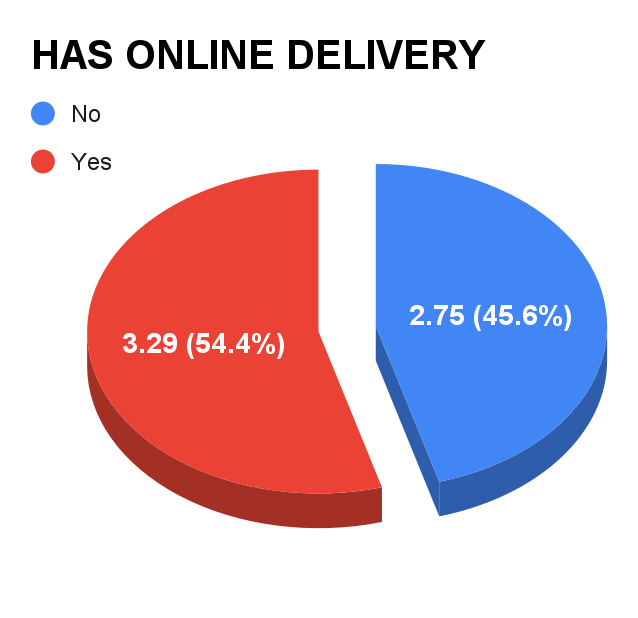 HAS ONLINE DELIVERY
No
Yes
3.29 (54.4%)
2.75 (45.6%)